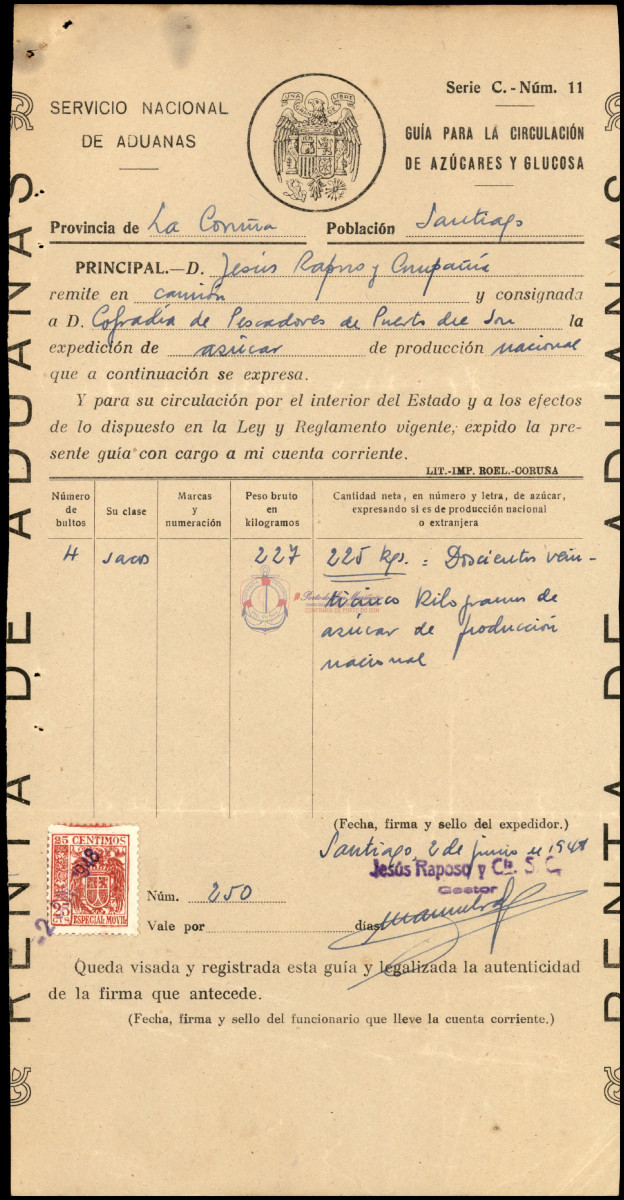 Serie C. - Núm. 11
SERVICIO NACIONAL
DE ADUANAS
UNA LIBRE
GUÍA PARA LA CIRCULACIÓN
DE AZÚCARES Y GLUCOSA
Provincia de La Coruña Población Santiago
PRINCIPAL.—D. Jesús Raposo y Compañía
remite en camión y consignada
a D. Cofradía de Pescadores de Puerto del Son la
expedición de azúcar de producción nacional
que a continuación se expresa.
Y para su circulación por el interior del Estado y a los efectos
de lo dispuesto en la Ley y Reglamento vigente, expido la pre-
sente guía con cargo a mi cuenta corriente.
LIT.-IMP. ROEL.-CORUÑA
Número de bultos
Su clase
Marcas y numeración
Peso bruto en kilogramos
Cantidad neta, en número y letra, de azúcar,
expresando si es de producción nacional
o extranjera
4 sacos 227 225 kgs. = Doscientos vein-
ticinco Kilogramos de
azúcar de producción
nacional
(Fecha, firma y sello del expedidor.)
Santiago, 2 de junio de
Jesús Raposo y Cía. S. C.
Gestor
25 CENTIMOS
ESPECIAL MOVIL
Núm. 250
Vale por días.
Queda visada y registrada esta guía y legalizada la autenticidad
de la firma que antecede.
(Fecha, firma y sello del funcionario que lleve la cuenta corriente.)
RENTA DE ADUANAS
RENTA DE ADUANAS